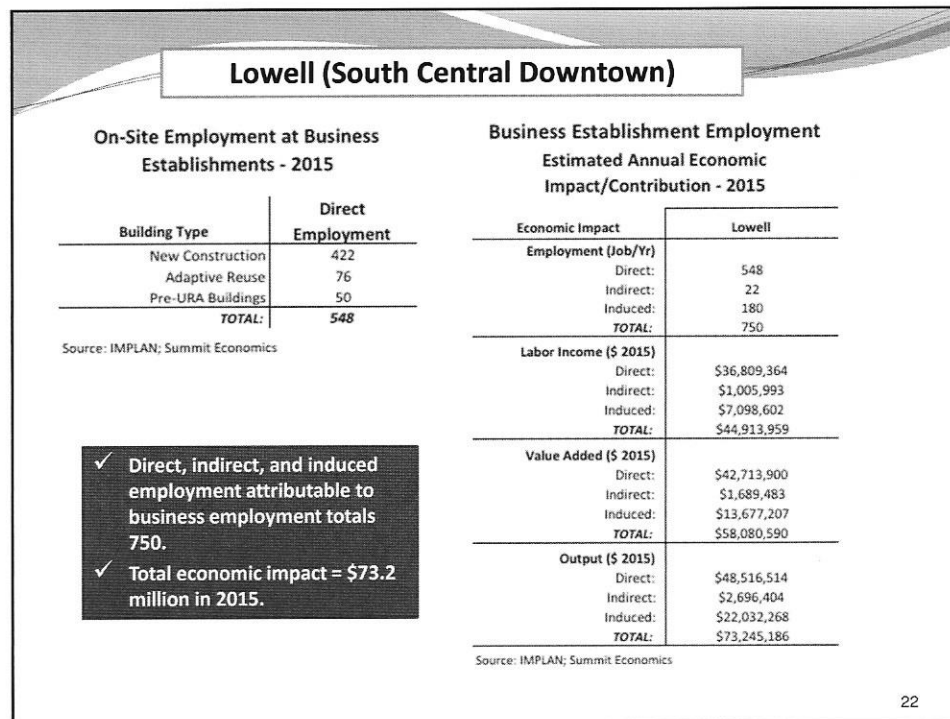 Lowell (South Central Downtown)
On-Site Employment at Business
Establishments - 2015
Building Type Direct
Employment
New Construction 422
Adaptive Reuse 76
Pre-URA Buildings 50
TOTAL: 548
Source: IMPLAN; Summit Economics
✓ Direct, indirect, and induced
employment attributable to
business employment totals
750.
✓ Total economic impact = $73.2
million in 2015.
Business Establishment Employment
Estimated Annual Economic
Impact/Contribution - 2015
Economic Impact Lowell
Employment (Job/Yr)
Direct: 548
Indirect: 22
Induced: 180
TOTAL: 750
Labor Income ($ 2015)
Direct: $36,809,364
Indirect: $1,005,993
Induced: $7,098,602
TOTAL: $44,913,959
Value Added ($ 2015)
Direct: $42,713,900
Indirect: $1,689,483
Induced: $13,677,207
TOTAL: $58,080,590
Output ($ 2015)
Direct: $48,516,514
Indirect: $2,696,404
Induced: $22,032,268
TOTAL: $73,245,186
Source: IMPLAN; Summit Economics
22